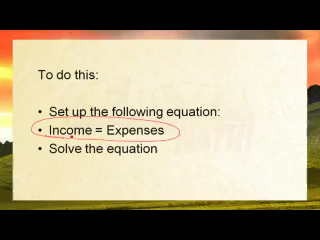 To do this:
• Set up the following equation:
• Income = Expenses
• Solve the equation